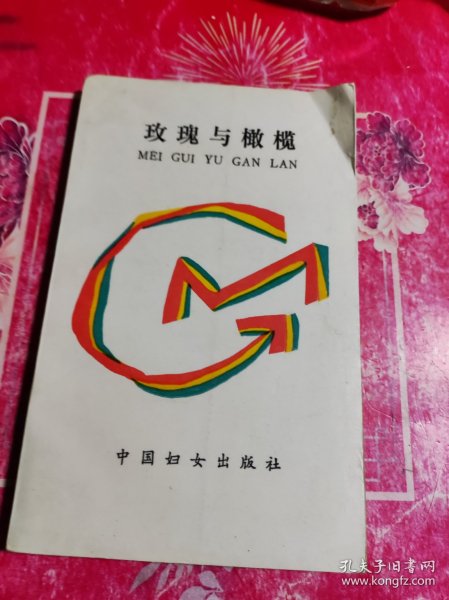 玫瑰与橄榄
MEI GUI YU GAN LAN
中国妇女出版社
孔夫子旧书网
www.kongfz.com